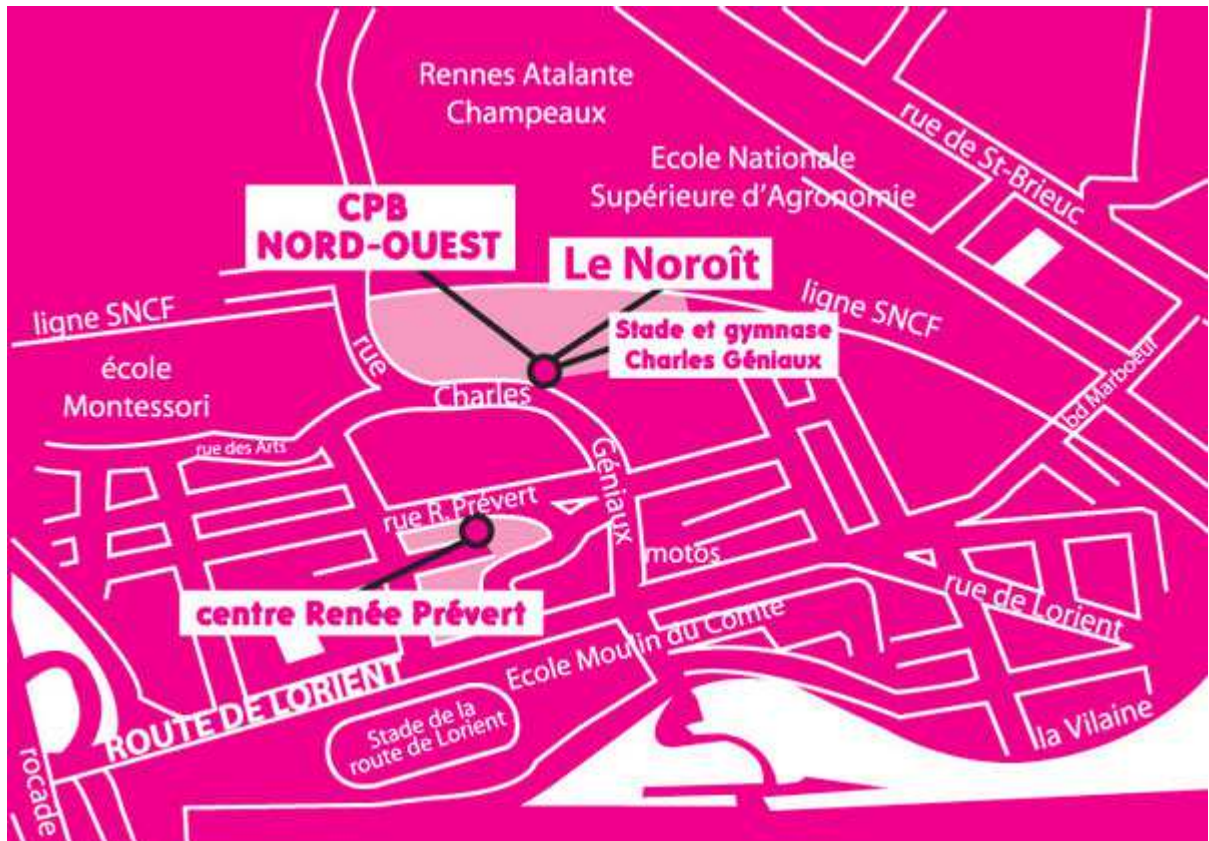 Rennes Atalante
Champeaux
rue de St-Brieuc
Ecole Nationale
Supérieure d'Agronomie
CPB
NORD-OUEST
Le Noroît
ligne SNCF
ligne SNCF
Stade et gymnase
Charles Géniaux
rue
Charles
Géniaux
école
Montessori
bd Marboeuf
rue des Arts
rue R. Prévert
motos
centre Renée Prévert
rue de Lorient
Ecole Moulin du Comte
ROUTE DE LORIENT
Stade de la
route de Lorient
la Vilaine
rocade